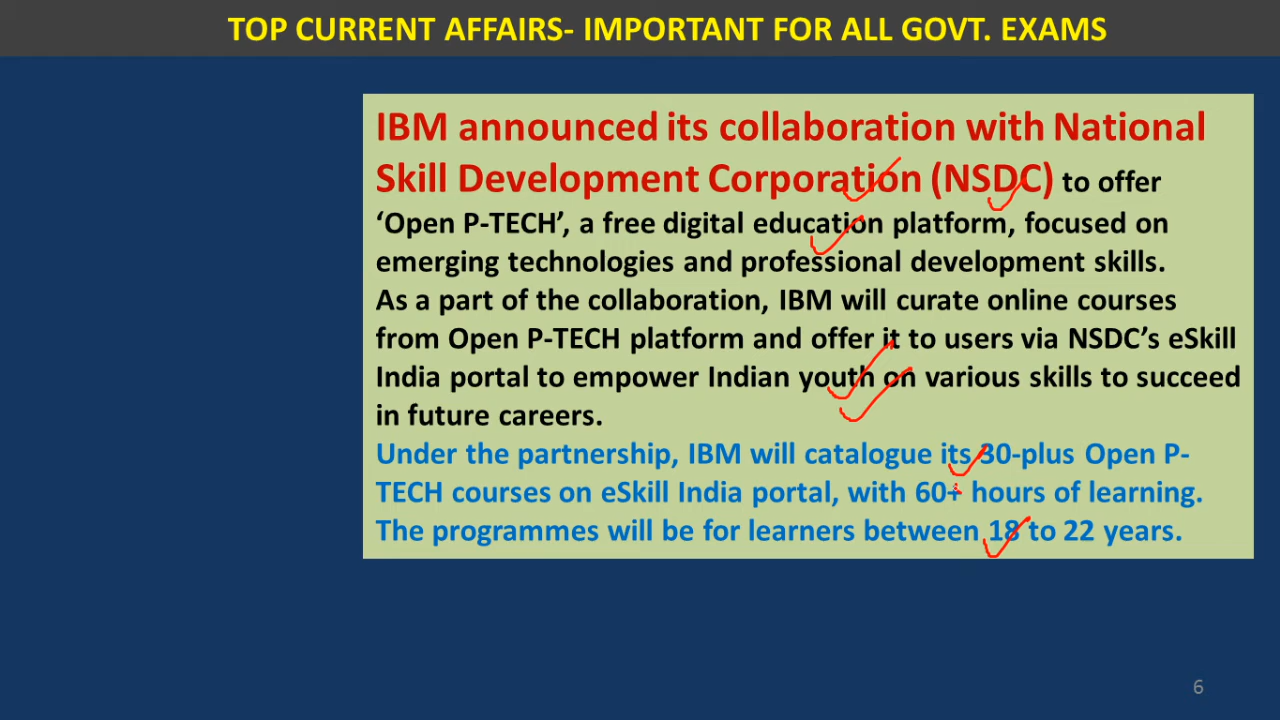 TOP CURRENT AFFAIRS- IMPORTANT FOR ALL GOVT. EXAMS
IBM announced its collaboration with National
Skill Development Corporation (NSDC) to offer
‘Open P-TECH’, a free digital education platform, focused on
emerging technologies and professional development skills.
As a part of the collaboration, IBM will curate online courses
from Open P-TECH platform and offer it to users via NSDC’s eSkill
India portal to empower Indian youth on various skills to succeed
in future careers.
Under the partnership, IBM will catalogue its 30-plus Open P-
TECH courses on eSkill India portal, with 60+ hours of learning.
The programmes will be for learners between 18 to 22 years.
6